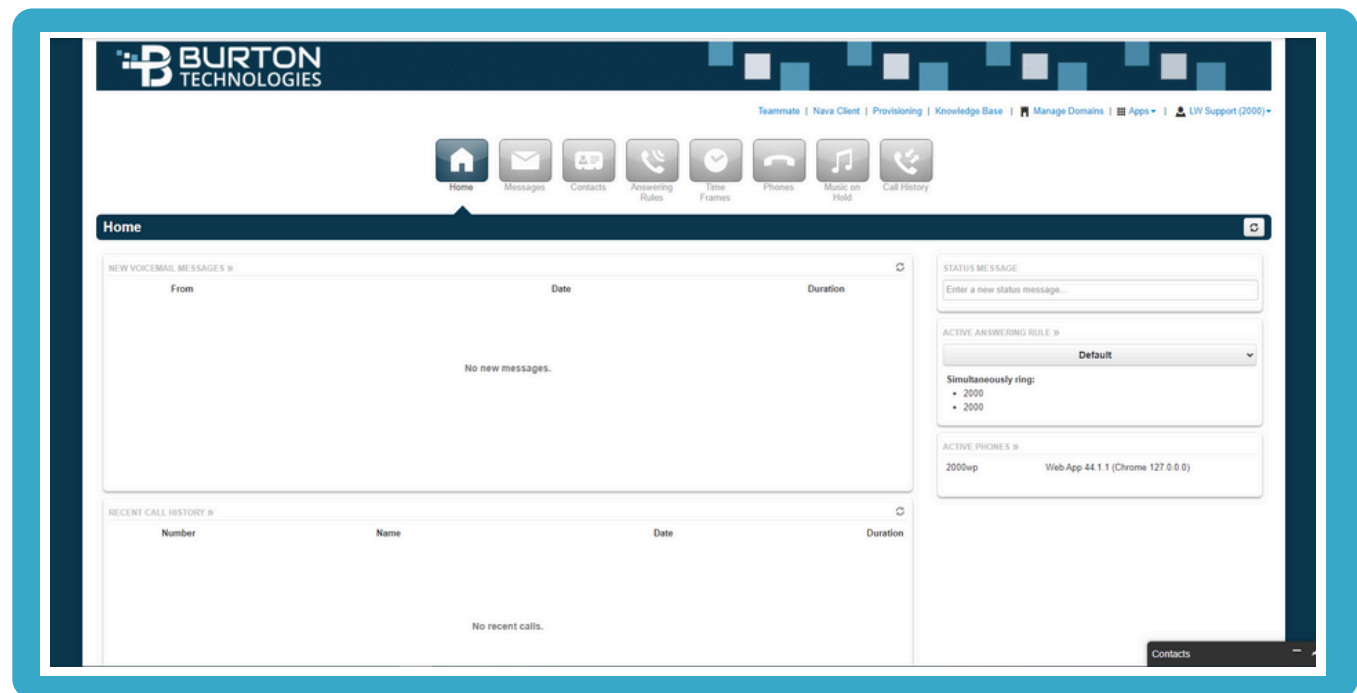 BURTON
TECHNOLOGIES
Teammate | Nava Client | Provisioning | Knowledge Base | Manage Domains | Apps | LW Support (2000)
Home Messages Contacts Answering Rules Time Frames Phones Music on Hold Call History
Home
NEW VOICEMAIL MESSAGES »
From Date Duration
No new messages.
RECENT CALL HISTORY »
Number Name Date Duration
No recent calls.
STATUS MESSAGE
Enter a new status message...
ACTIVE ANSWERING RULE »
Default
Simultaneously ring:
• 2000
• 2000
ACTIVE PHONES »
2000wp Web App 44.1.1 (Chrome 127.0.0.0)
Contacts